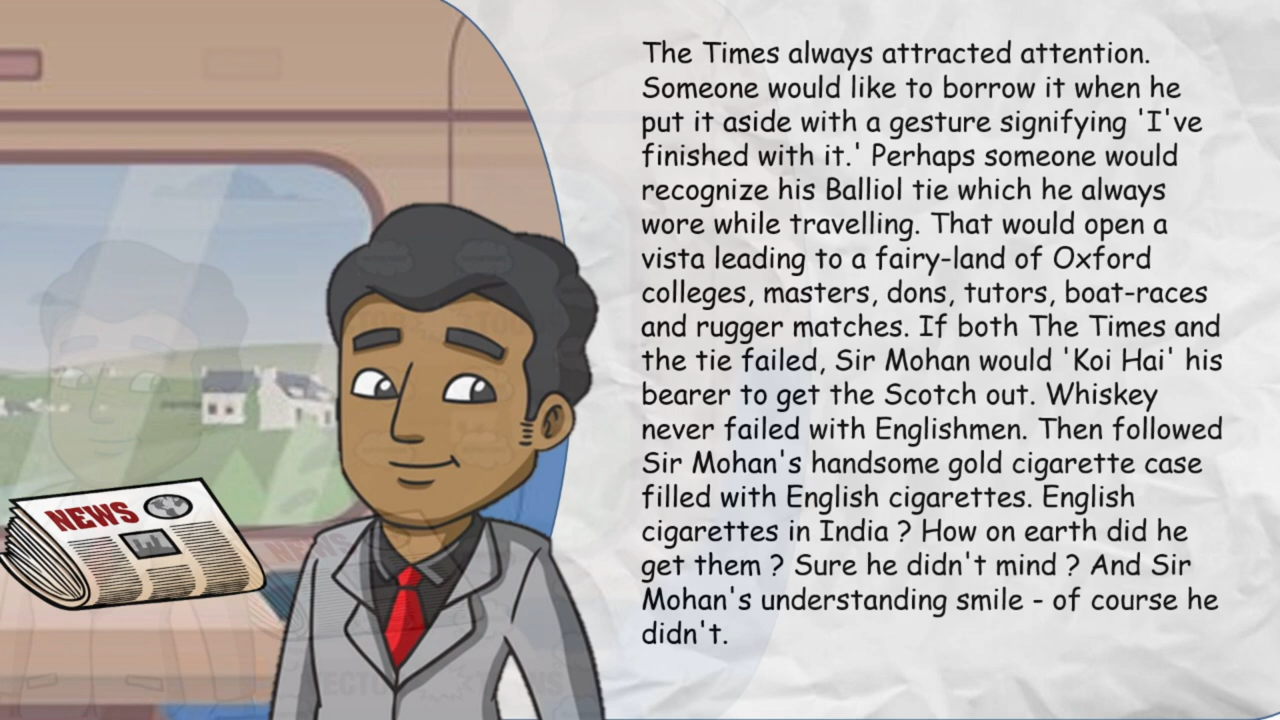 The Times always attracted attention.
Someone would like to borrow it when he
put it aside with a gesture signifying 'I've
finished with it.' Perhaps someone would
recognize his Balliol tie which he always
wore while travelling. That would open a
vista leading to a fairy-land of Oxford
colleges, masters, dons, tutors, boat-races
and rugger matches. If both The Times and
the tie failed, Sir Mohan would 'Koi Hai' his
bearer to get the Scotch out. Whiskey
never failed with Englishmen. Then followed
Sir Mohan's handsome gold cigarette case
filled with English cigarettes. English
cigarettes in India ? How on earth did he
get them ? Sure he didn't mind ? And Sir
Mohan's understanding smile - of course he
didn't.
NEWS